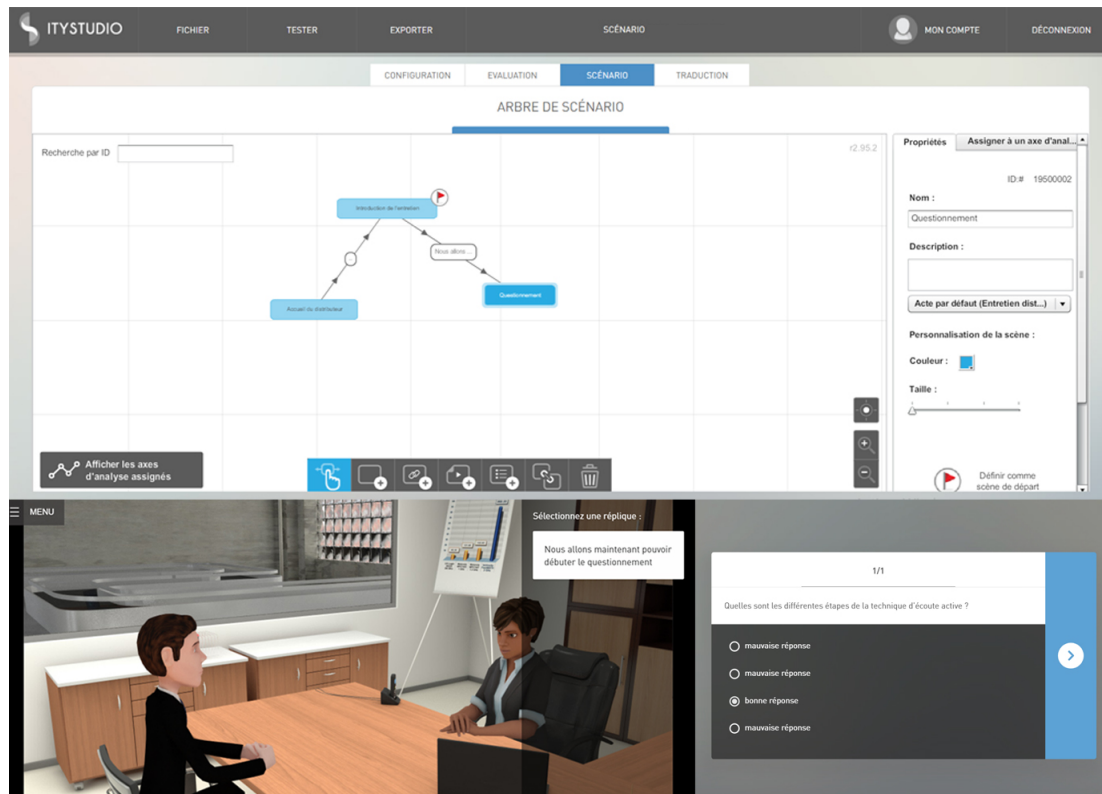 ITYSTUDIO
FICHIER
TESTER
EXPORTER
SCÉNARIO
MON COMPTE
DÉCONNEXION
CONFIGURATION
EVALUATION
SCÉNARIO
TRADUCTION
ARBRE DE SCÉNARIO
Recherche par ID
r2.95.2
Introduction de l'entretien
Nous allons ...
Questionnement
Accueil du distributeur
Afficher les axes
d'analyse assignés
Propriétés
Assigner à un axe d'anal...
ID:# 19500002
Nom :
Questionnement
Description :
Acte par défaut (Entretien dist...)
Personnalisation de la scène :
Couleur :
Taille :
Définir comme
scène de départ
MENU
Sélectionnez une réplique :
Nous allons maintenant pouvoir
débuter le questionnement
1/1
Quelles sont les différentes étapes de la technique d'écoute active ?
mauvaise réponse
mauvaise réponse
bonne réponse
mauvaise réponse